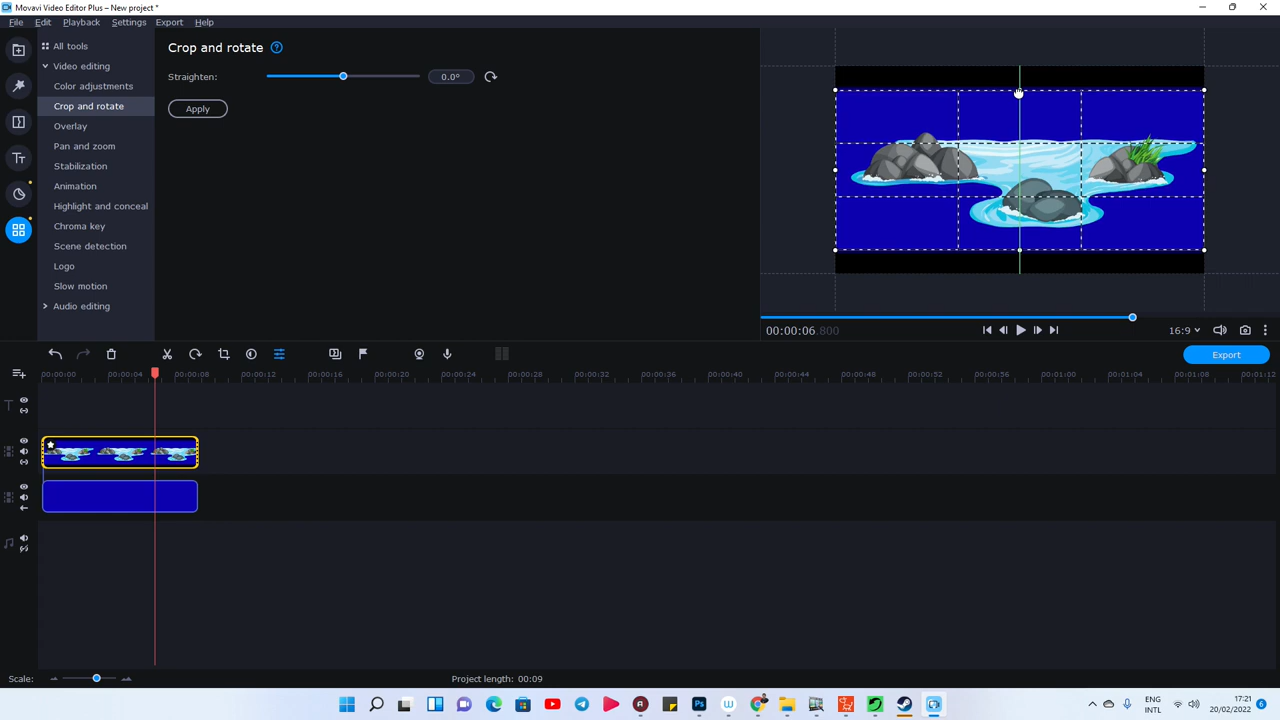 Movavi Video Editor Plus – New project *
File Edit Playback Settings Export Help
All tools
Video editing
Color adjustments
Crop and rotate
Overlay
Pan and zoom
Stabilization
Animation
Highlight and conceal
Chroma key
Scene detection
Logo
Slow motion
Audio editing
Crop and rotate ?
Straighten: 0.0°
Apply
00:00:06.800
16:9
Export
00:00:00 00:00:04 00:00:08 00:00:12 00:00:16 00:00:20 00:00:24 00:00:28 00:00:32 00:00:36 00:00:40 00:00:44 00:00:48 00:00:52 00:00:56 00:01:00 00:01:04 00:01:08 00:01:12
Scale:
Project length: 00:09
ENG
INTL
17:21
20/02/2022
6